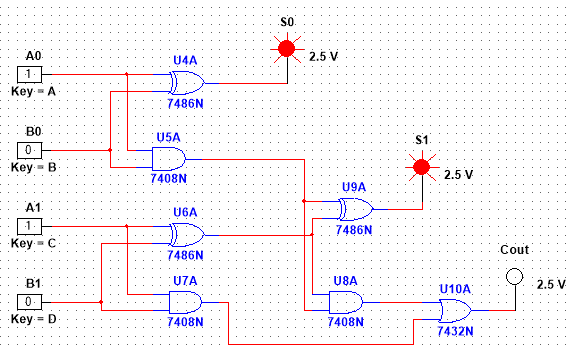 S0
2.5 V
A0
1
Key = A
U4A
7486N
B0
0
Key = B
U5A
7408N
S1
2.5 V
U9A
7486N
A1
1
Key = C
U6A
7486N
Cout
2.5 V
B1
0
Key = D
U7A
7408N
U8A
7408N
U10A
7432N